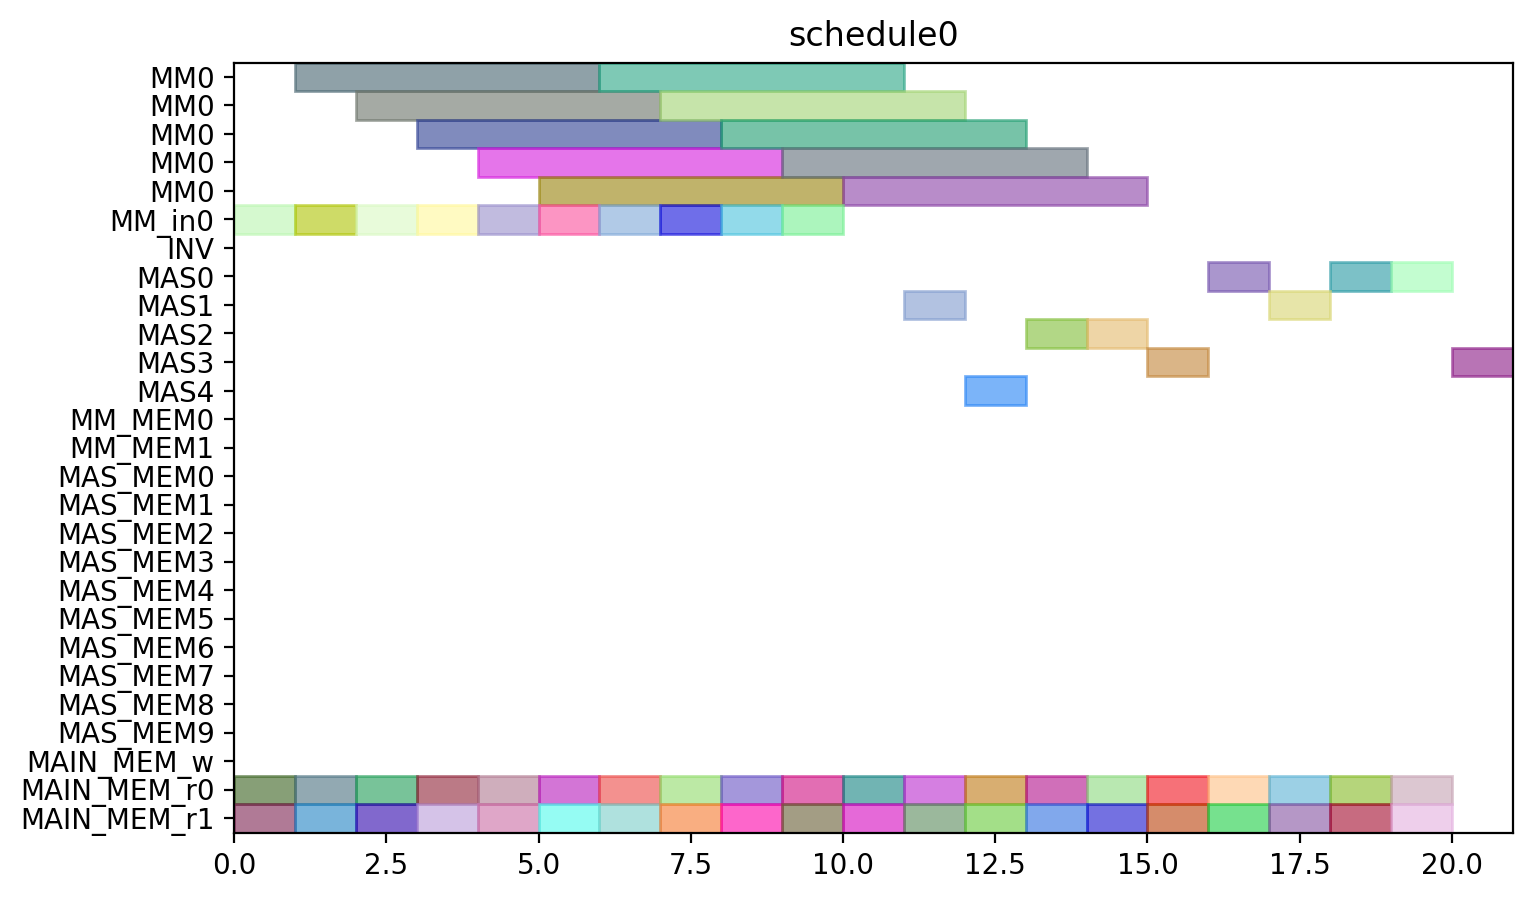 schedule0
MM0
MM0
MM0
MM0
MM0
MM_in0
INV
MAS0
MAS1
MAS2
MAS3
MAS4
MM_MEM0
MM_MEM1
MAS_MEM0
MAS_MEM1
MAS_MEM2
MAS_MEM3
MAS_MEM4
MAS_MEM5
MAS_MEM6
MAS_MEM7
MAS_MEM8
MAS_MEM9
MAIN_MEM_w
MAIN_MEM_r0
MAIN_MEM_r1
0.0 2.5 5.0 7.5 10.0 12.5 15.0 17.5 20.0